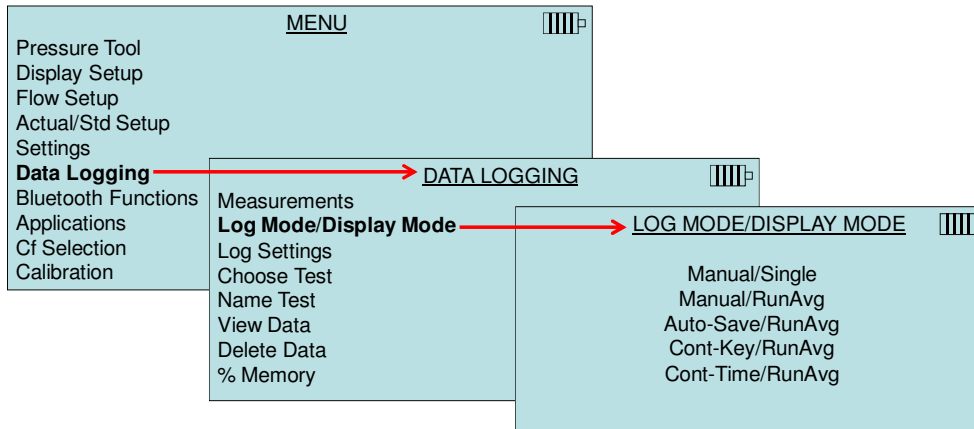 MENU
Pressure Tool
Display Setup
Flow Setup
Actual/Std Setup
Settings
Data Logging
Bluetooth Functions
Applications
Cf Selection
Calibration
DATA LOGGING
Measurements
Log Mode/Display Mode
Log Settings
Choose Test
Name Test
View Data
Delete Data
% Memory
LOG MODE/DISPLAY MODE
Manual/Single
Manual/RunAvg
Auto-Save/RunAvg
Cont-Key/RunAvg
Cont-Time/RunAvg